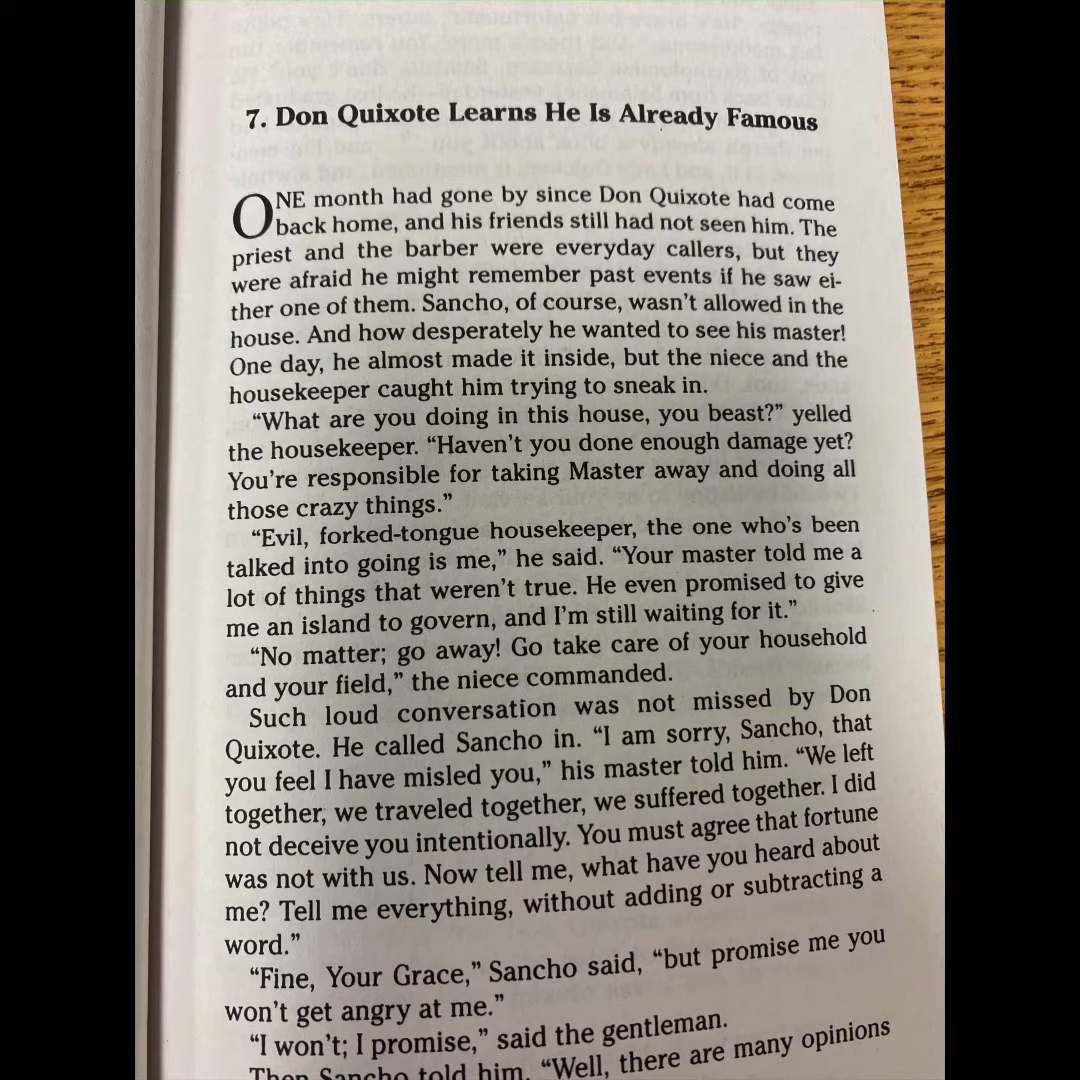 7. Don Quixote Learns He Is Already Famous
ONE month had gone by since Don Quixote had come
back home, and his friends still had not seen him. The
priest and the barber were everyday callers, but they
were afraid he might remember past events if he saw ei-
ther one of them. Sancho, of course, wasn't allowed in the
house. And how desperately he wanted to see his master!
One day, he almost made it inside, but the niece and the
housekeeper caught him trying to sneak in.
“What are you doing in this house, you beast?” yelled
the housekeeper. “Haven't you done enough damage yet?
You're responsible for taking Master away and doing all
those crazy things.”
“Evil, forked-tongue housekeeper, the one who's been
talked into going is me,” he said. “Your master told me a
lot of things that weren't true. He even promised to give
me an island to govern, and I'm still waiting for it.”
“No matter; go away! Go take care of your household
and your field,” the niece commanded.
Such loud conversation was not missed by Don
Quixote. He called Sancho in. “I am sorry, Sancho, that
you feel I have misled you,” his master told him. “We left
together, we traveled together, we suffered together. I did
not deceive you intentionally. You must agree that fortune
was not with us. Now tell me, what have you heard about
me? Tell me everything, without adding or subtracting a
word.”
“Fine, Your Grace,” Sancho said, “but promise me you
won't get angry at me.”
“I won't; I promise,” said the gentleman.
Then Sancho told him, “Well, there are many opinions